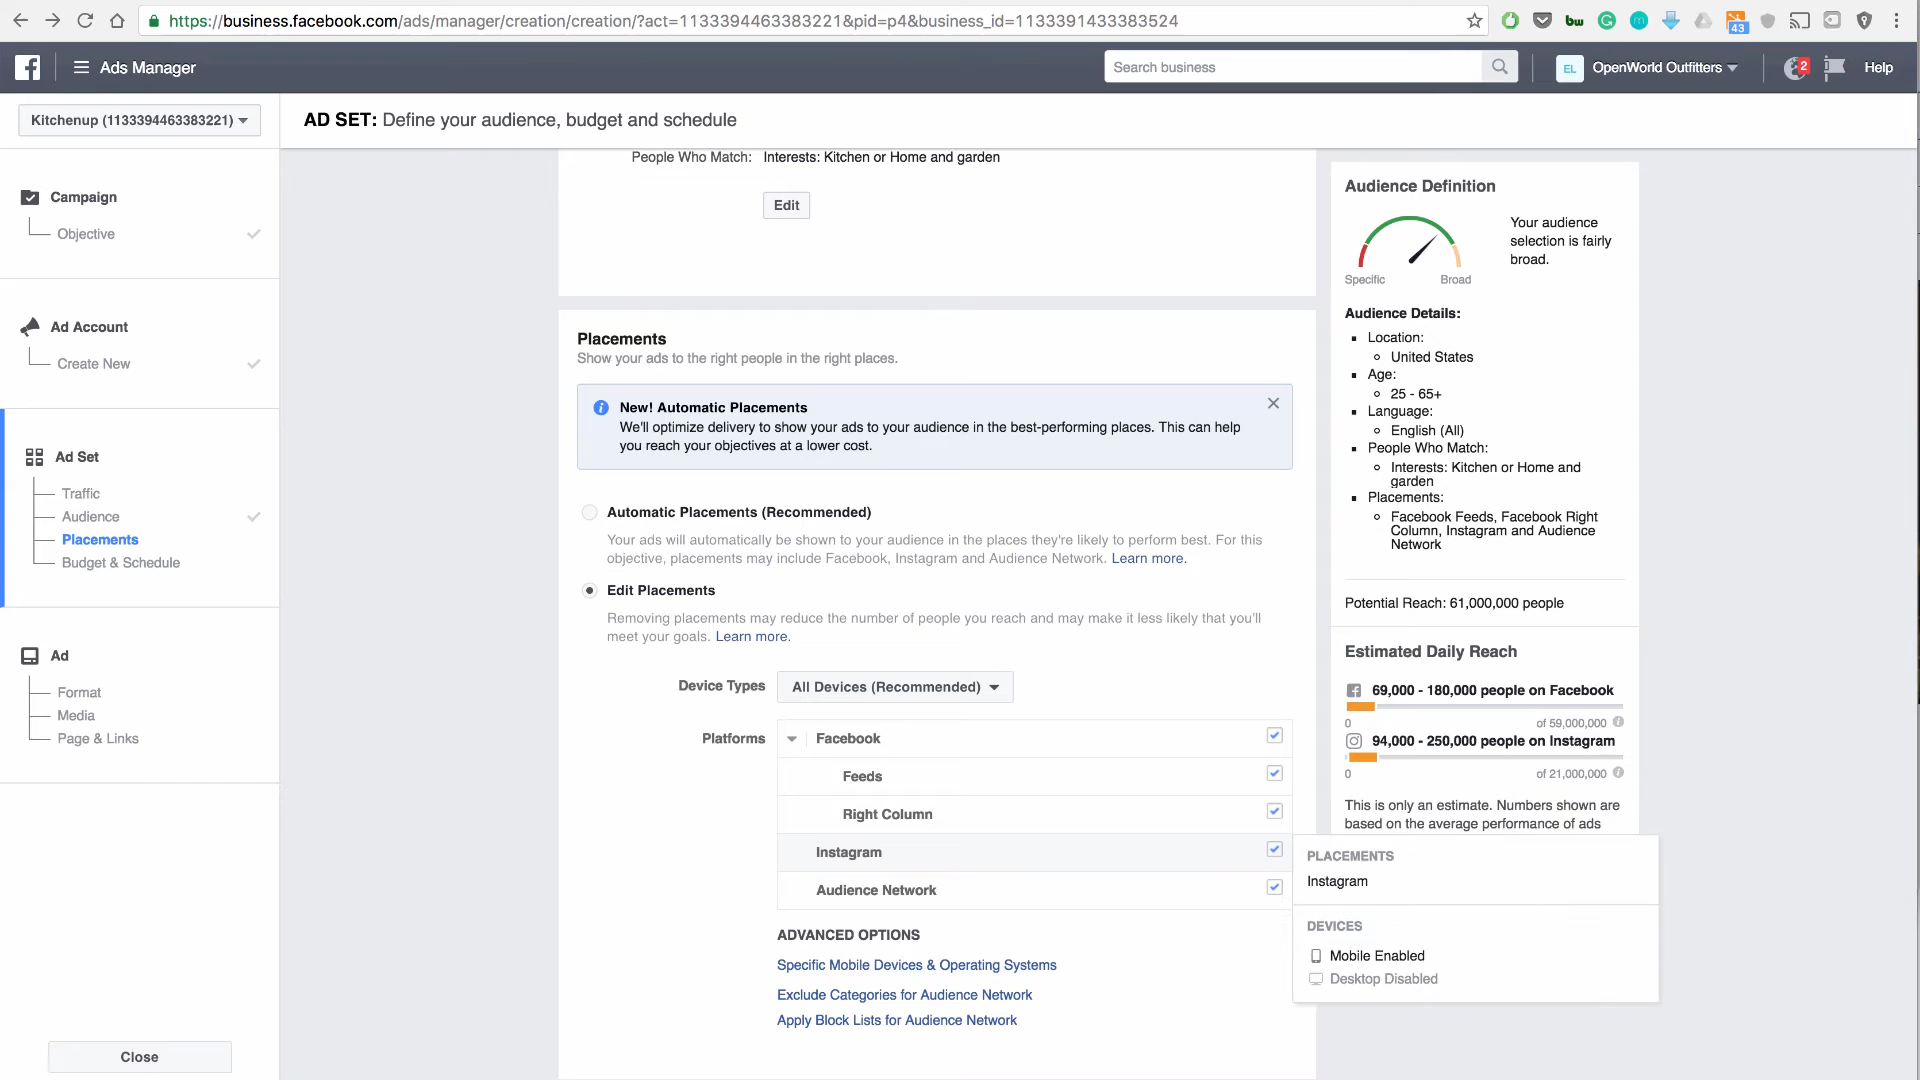 https://business.facebook.com/ads/manager/creation/creation/?act=1133394463383221&pid=p4&business_id=1133391433383524
bw
43
Ads Manager
Search business
EL
OpenWorld Outfitters
2
Help
Kitchenup (1133394463383221)
AD SET: Define your audience, budget and schedule
Campaign
Objective
Ad Account
Create New
Ad Set
Traffic
Audience
Placements
Budget & Schedule
Ad
Format
Media
Page & Links
Close
People Who Match: Interests: Kitchen or Home and garden
Edit
Placements
Show your ads to the right people in the right places.
New! Automatic Placements
We'll optimize delivery to show your ads to your audience in the best-performing places. This can help
you reach your objectives at a lower cost.
Automatic Placements (Recommended)
Your ads will automatically be shown to your audience in the places they're likely to perform best. For this
objective, placements may include Facebook, Instagram and Audience Network. Learn more.
Edit Placements
Removing placements may reduce the number of people you reach and may make it less likely that you'll
meet your goals. Learn more.
Device Types All Devices (Recommended)
Platforms Facebook
Feeds
Right Column
Instagram
Audience Network
ADVANCED OPTIONS
Specific Mobile Devices & Operating Systems
Exclude Categories for Audience Network
Apply Block Lists for Audience Network
Audience Definition
Your audience
selection is fairly
broad.
Specific Broad
Audience Details:
Location:
United States
Age:
25 - 65+
Language:
English (All)
People Who Match:
Interests: Kitchen or Home and
garden
Placements:
Facebook Feeds, Facebook Right
Column, Instagram and Audience
Network
Potential Reach: 61,000,000 people
Estimated Daily Reach
69,000 - 180,000 people on Facebook
0 of 59,000,000
94,000 - 250,000 people on Instagram
0 of 21,000,000
This is only an estimate. Numbers shown are
based on the average performance of ads
PLACEMENTS
Instagram
DEVICES
Mobile Enabled
Desktop Disabled